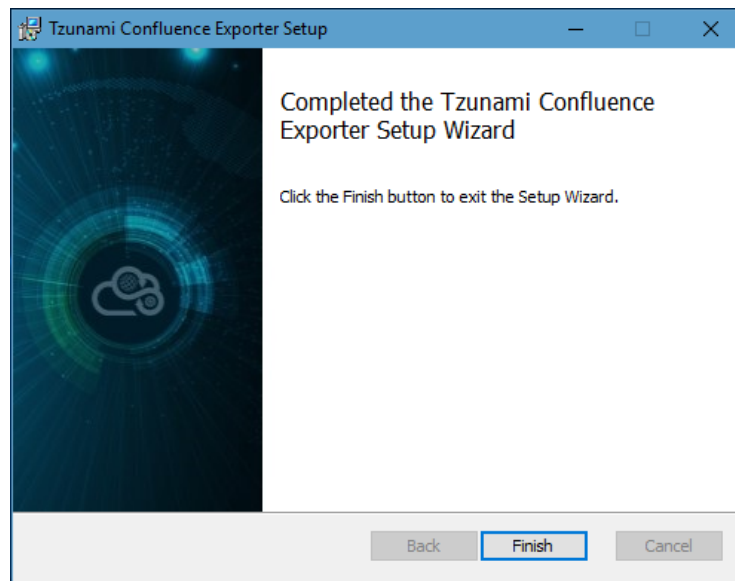 Tzunami Confluence Exporter Setup
Completed the Tzunami Confluence
Exporter Setup Wizard
Click the Finish button to exit the Setup Wizard.
Back
Finish
Cancel